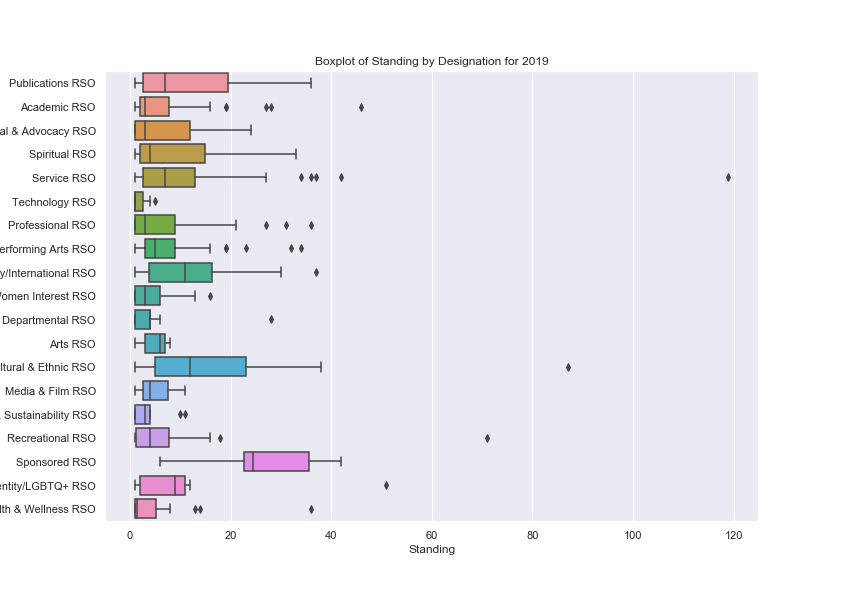 Boxplot of Standing by Designation for 2019
Publications RSO
Academic RSO
al & Advocacy RSO
Spiritual RSO
Service RSO
Technology RSO
Professional RSO
erforming Arts RSO
y/International RSO
Women Interest RSO
Departmental RSO
Arts RSO
ltural & Ethnic RSO
Media & Film RSO
Sustainability RSO
Recreational RSO
Sponsored RSO
entity/LGBTQ+ RSO
lth & Wellness RSO
0 20 40 60 80 100 120
Standing